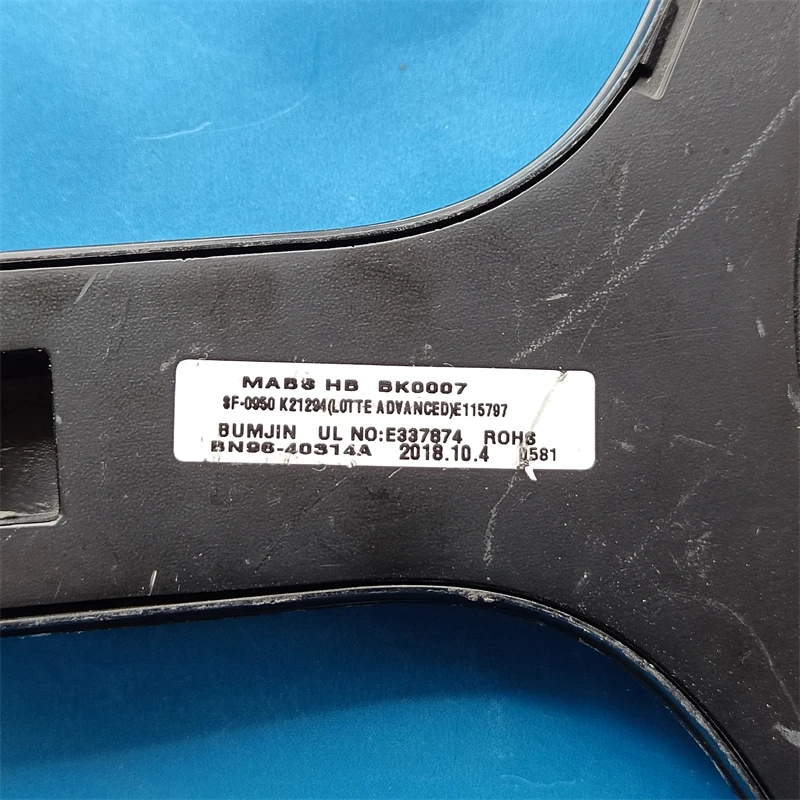 MABS HB BK0007
SF-0950 K21294(LOTTE ADVANCED)E115797
BUMJIN UL NO:E337874 ROHS
BN96-40314A 2018.10.4 0581